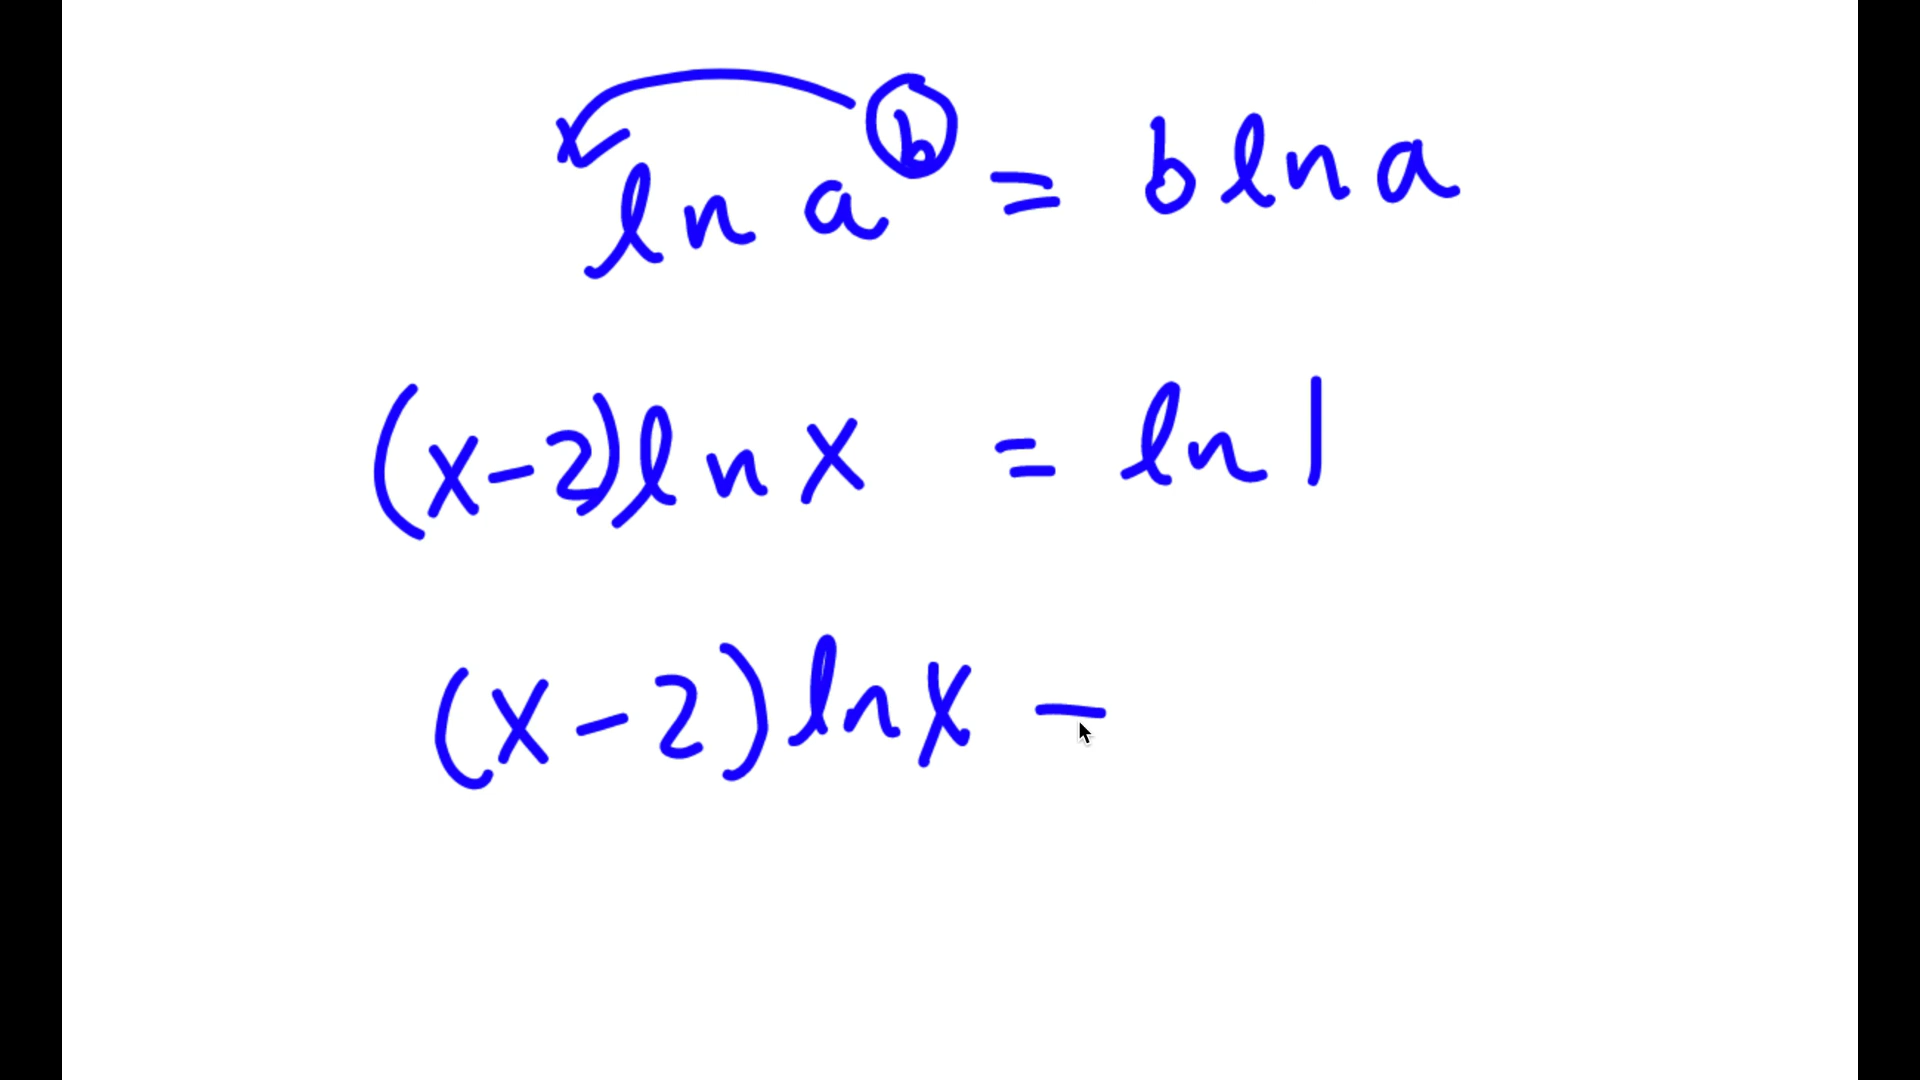 ln a^b = b ln a
(x-2) ln x = ln 1
(x-2) ln x -